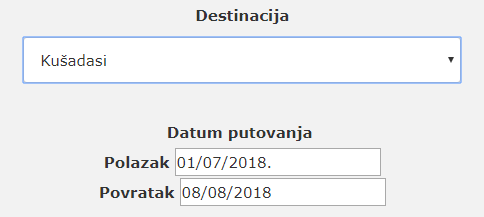 Destinacija
Kušadasi
Datum putovanja
Polazak 01/07/2018.
Povratak 08/08/2018